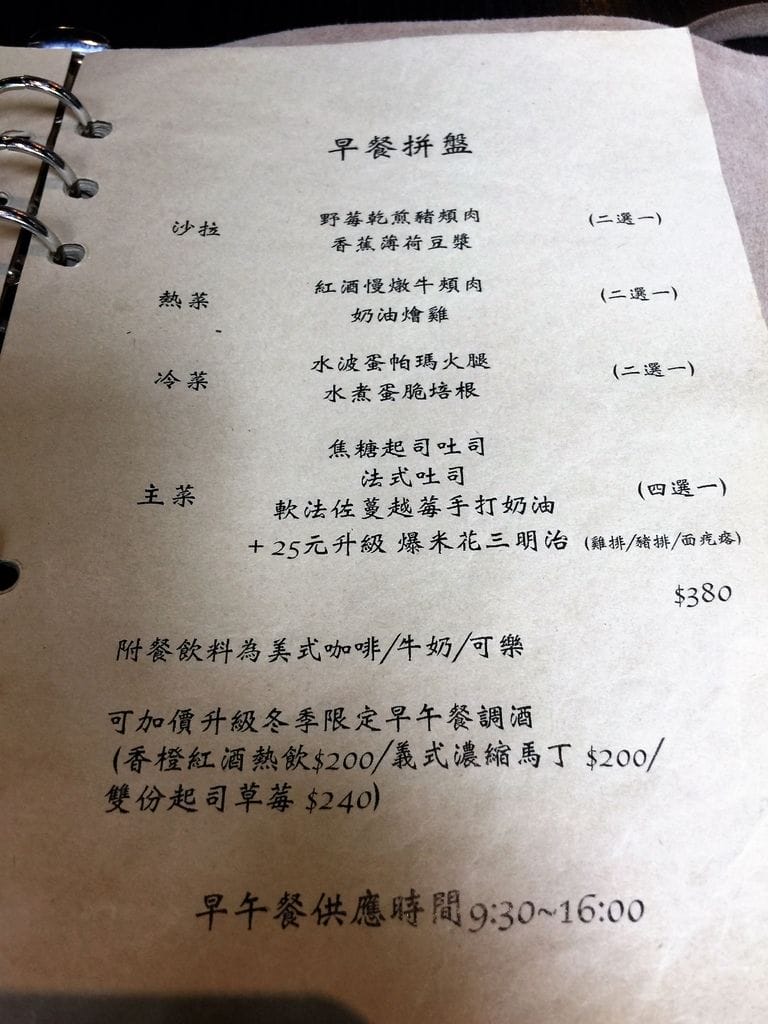 早餐拼盤
沙拉 野莓乾煎豬頰肉 (二選一)
香蕉薄荷豆漿
熱菜 紅酒慢燉牛頰肉 (二選一)
奶油燴雞
冷菜 水波蛋帕瑪火腿 (二選一)
水煮蛋脆培根
焦糖起司吐司
法式吐司
主菜 軟法佐蔓越莓手打奶油 (四選一)
+25元升級 爆米花三明治 (雞排/豬排/面疙瘩)
$380
附餐飲料為美式咖啡/牛奶/可樂
可加價升級冬季限定早午餐調酒
(香橙紅酒熱飲$200/義式濃縮馬丁 $200/
雙份起司草莓 $240)
早午餐供應時間9:30~16:00